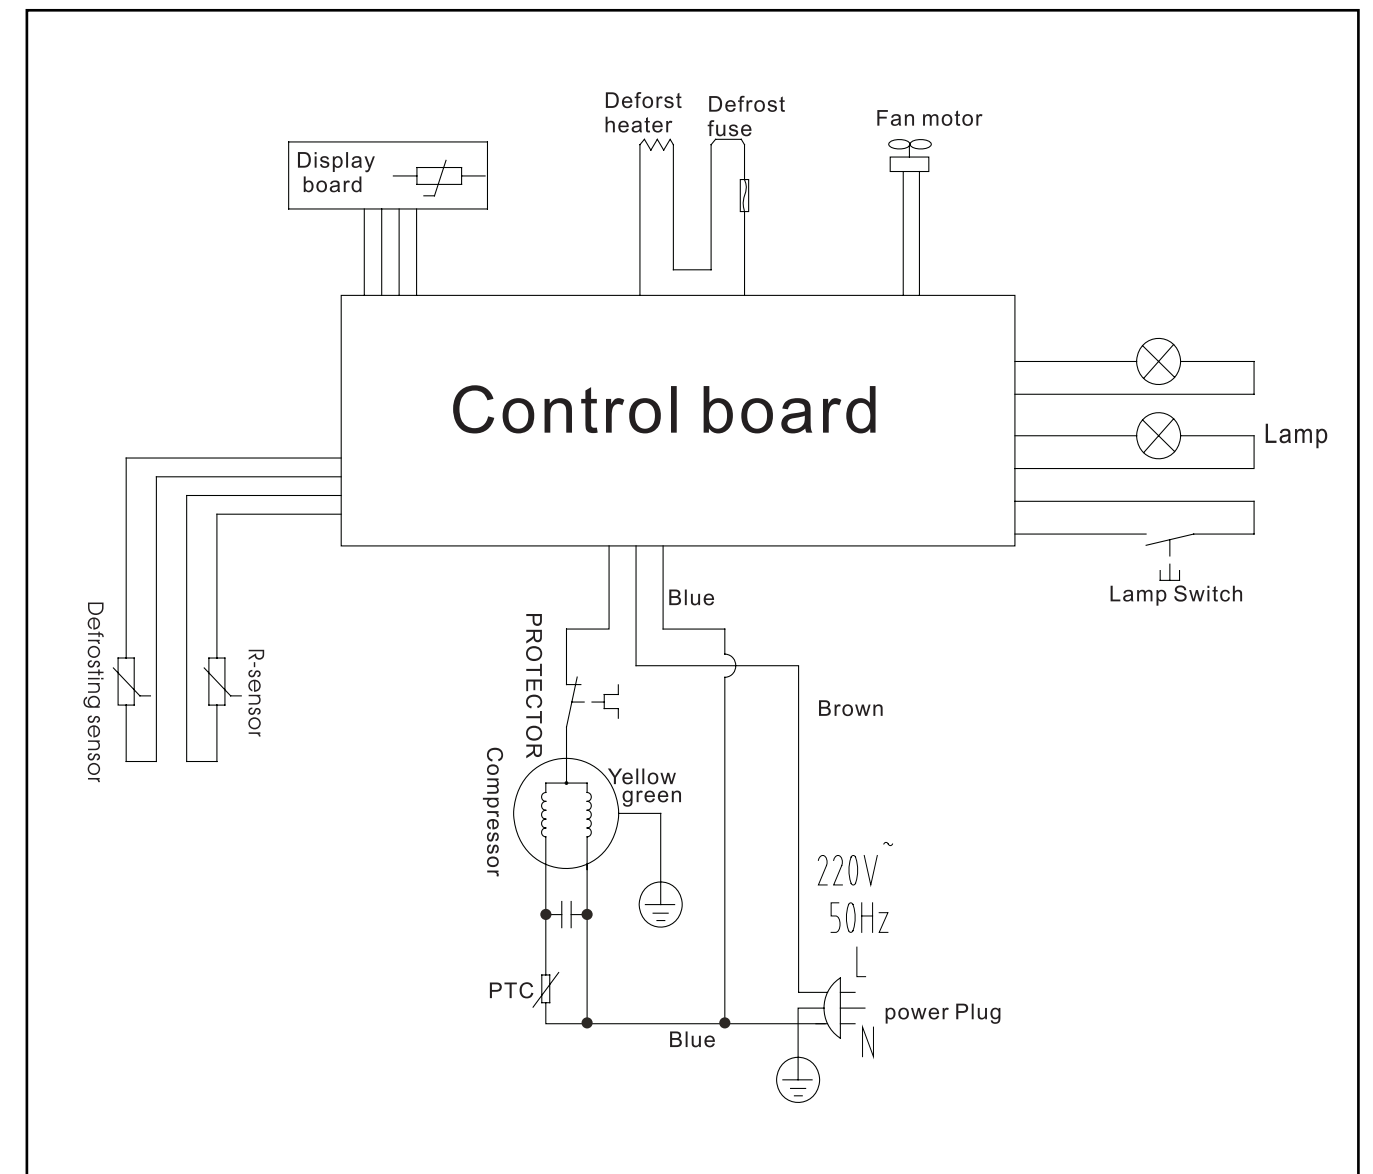 Deforst
heater
Defrost
fuse
Fan motor
Display
board
Control board
Lamp
Lamp Switch
Blue
PROTECTOR
Defrosting sensor
R-sensor
Brown
Compressor
Yellow
green
220V~
50Hz
L
PTC
power Plug
Blue
N